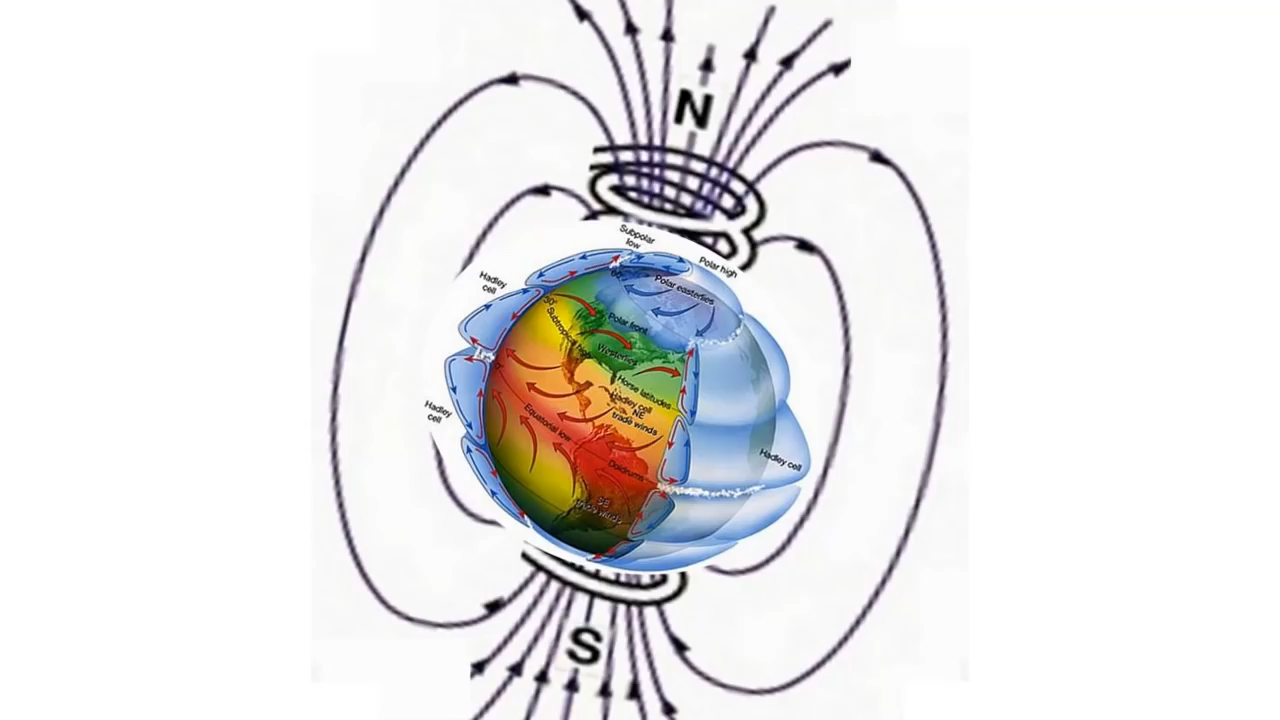 N
Subpolar
low
Polar high
Hadley
cell
60°
Polar easterlies
30°
Subtropical high
Polar front
Westerlies
0°
Horse latitudes
Hadley cell
NE
trade winds
Hadley
cell
Equatorial low
Doldrums
Hadley cell
SE
trade winds
S